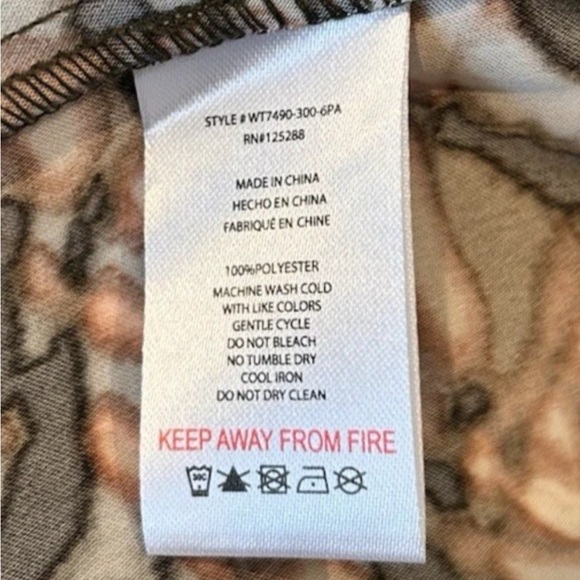 STYLE # WT7490-300-6PA
RN#125288
MADE IN CHINA
HECHO EN CHINA
FABRIQUÉ EN CHINE
100%POLYESTER
MACHINE WASH COLD
WITH LIKE COLORS
GENTLE CYCLE
DO NOT BLEACH
NO TUMBLE DRY
COOL IRON
DO NOT DRY CLEAN
KEEP AWAY FROM FIRE
30C